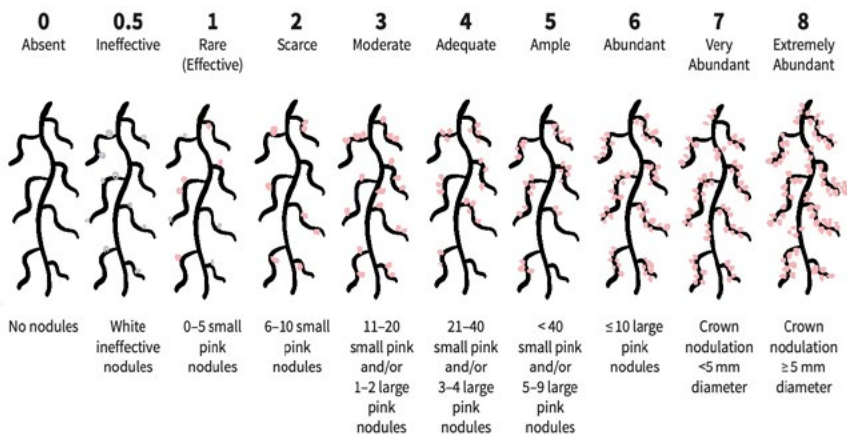 0 0.5 1 2 3 4 5 6 7 8
Absent Ineffective Rare Scarce Moderate Adequate Ample Abundant Very Extremely
(Effective) Abundant Abundant
No nodules White 0–5 small 6–10 small 11–20 21–40 < 40 ≤ 10 large Crown Crown
ineffective pink pink small pink small pink small pink pink nodulation nodulation
nodules nodules nodules and/or and/or and/or nodules <5 mm ≥ 5 mm
1–2 large 3–4 large 5–9 large diameter diameter
pink pink pink
nodules nodules nodules